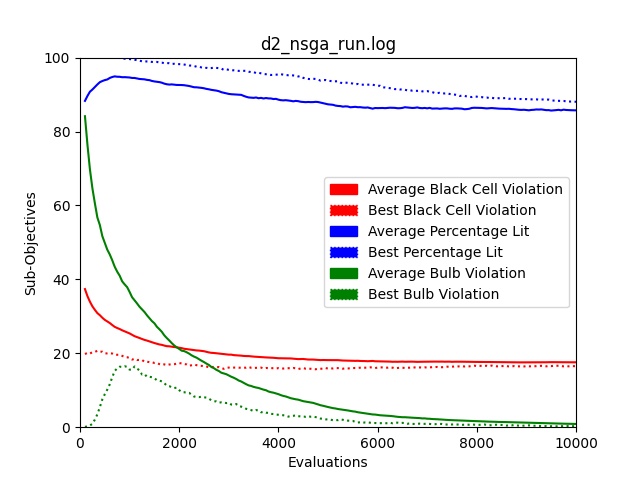 d2_nsga_run.log
100
80
60
40
20
0
Sub-Objectives
Average Black Cell Violation
Best Black Cell Violation
Average Percentage Lit
Best Percentage Lit
Average Bulb Violation
Best Bulb Violation
0 2000 4000 6000 8000 10000
Evaluations